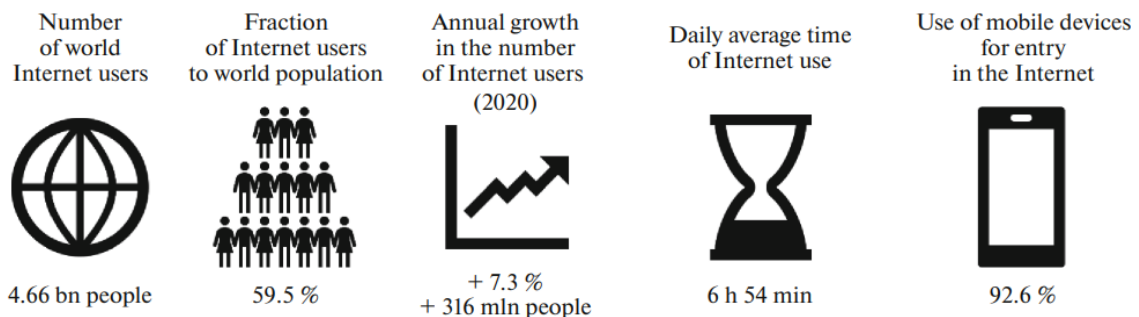 Number
of world
Internet users
Fraction
of Internet users
to world population
Annual growth
in the number
of Internet users
(2020)
Daily average time
of Internet use
Use of mobile devices
for entry
in the Internet
4.66 bn people
59.5 %
+ 7.3 %
+ 316 mln people
6 h 54 min
92.6 %